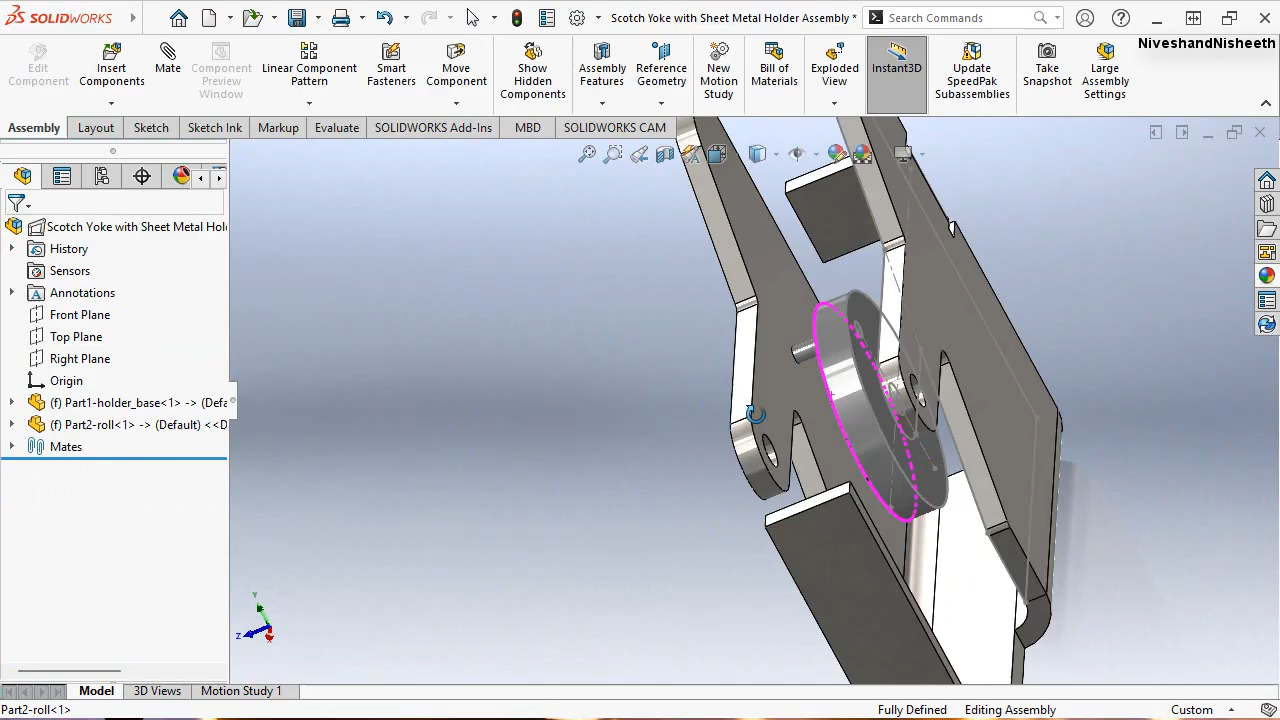 SOLIDWORKS
Scotch Yoke with Sheet Metal Holder Assembly *
Search Commands
NiveshandNisheeth
Edit
Component
Insert
Components
Mate
Component
Preview
Window
Linear Component
Pattern
Smart
Fasteners
Move
Component
Show
Hidden
Components
Assembly
Features
Reference
Geometry
New
Motion
Study
Bill of
Materials
Exploded
View
Instant3D
Update
SpeedPak
Subassemblies
Take
Snapshot
Large
Assembly
Settings
Assembly
Layout
Sketch
Sketch Ink
Markup
Evaluate
SOLIDWORKS Add-Ins
MBD
SOLIDWORKS CAM
Scotch Yoke with Sheet Metal Hol
History
Sensors
Annotations
Front Plane
Top Plane
Right Plane
Origin
(f) Part1-holder_base<1> -> (Defa
(f) Part2-roll<1> -> (Default) <<D
Mates
Y
Z
X
Model
3D Views
Motion Study 1
Part2-roll<1>
Fully Defined
Editing Assembly
Custom